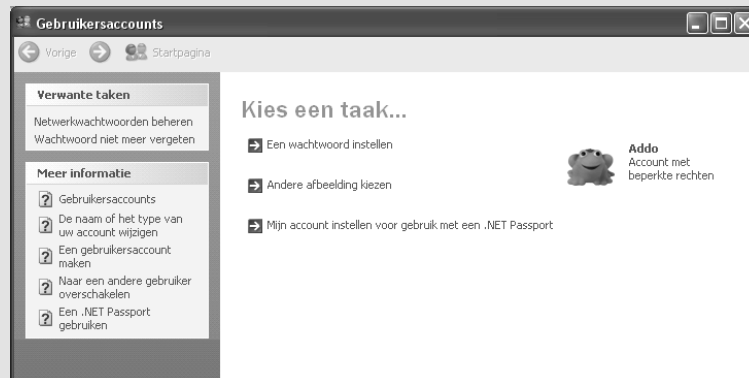 Gebruikersaccounts
Vorige
Startpagina
Verwante taken
Netwerkwachtwoorden beheren
Wachtwoord niet meer vergeten
Meer informatie
Gebruikersaccounts
De naam of het type van
uw account wijzigen
Een gebruikersaccount
maken
Naar een andere gebruiker
overschakelen
Een .NET Passport
gebruiken
Kies een taak...
Een wachtwoord instellen
Andere afbeelding kiezen
Mijn account instellen voor gebruik met een .NET Passport
Addo
Account met
beperkte rechten